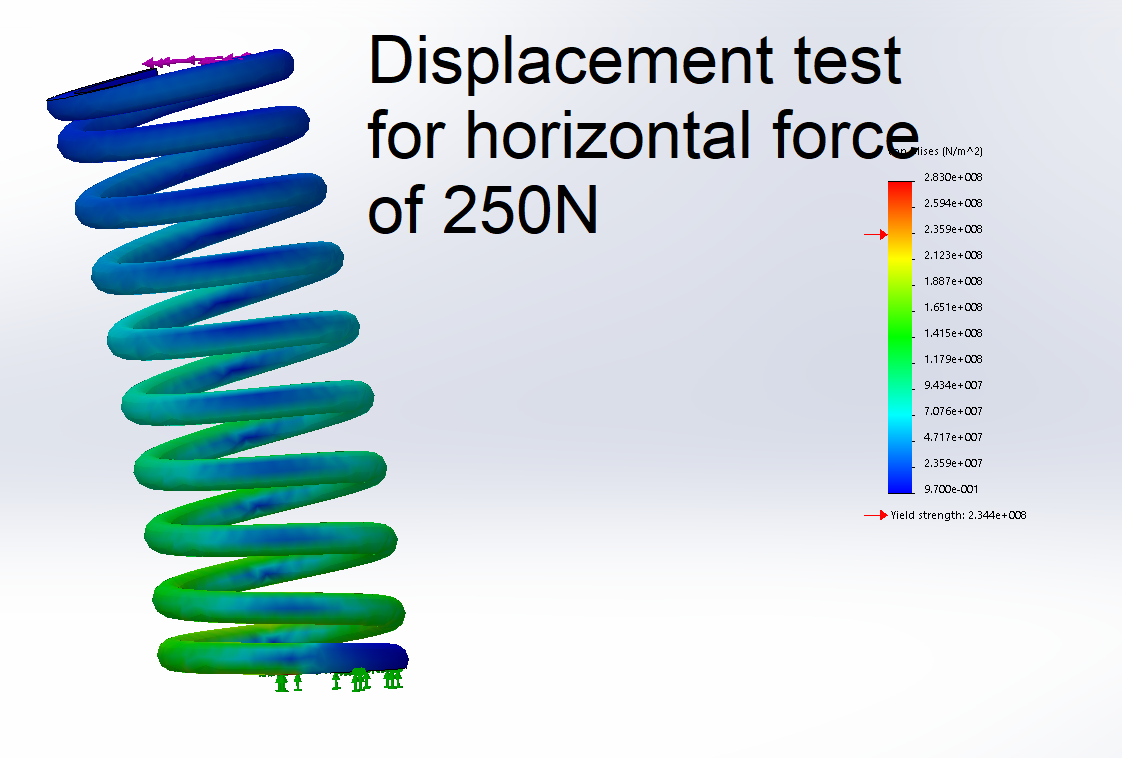 Displacement test
for horizontal force
of 250N
Mises (N/m^2)
2.830e+008
2.594e+008
2.359e+008
2.123e+008
1.887e+008
1.651e+008
1.415e+008
1.179e+008
9.434e+007
7.076e+007
4.717e+007
2.359e+007
9.700e-001
Yield strength: 2.344e+008